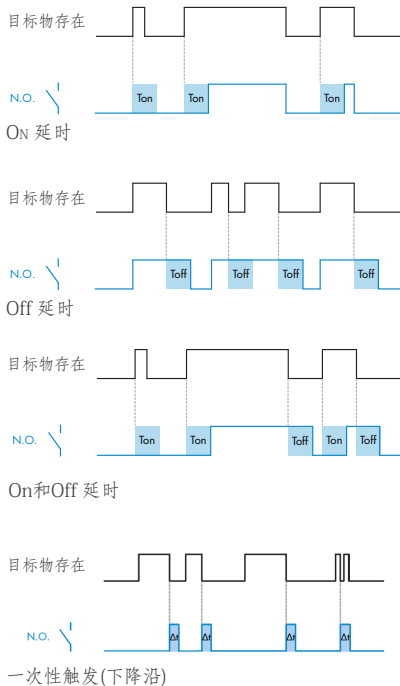 目标物存在
N.O. Ton Ton Ton
ON 延时
目标物存在
N.O. Toff Toff Toff Toff
Off 延时
目标物存在
N.O. Ton Ton Toff Ton Toff
On和Off 延时
目标物存在
N.O. Δt Δt Δt Δt
一次性触发(下降沿)